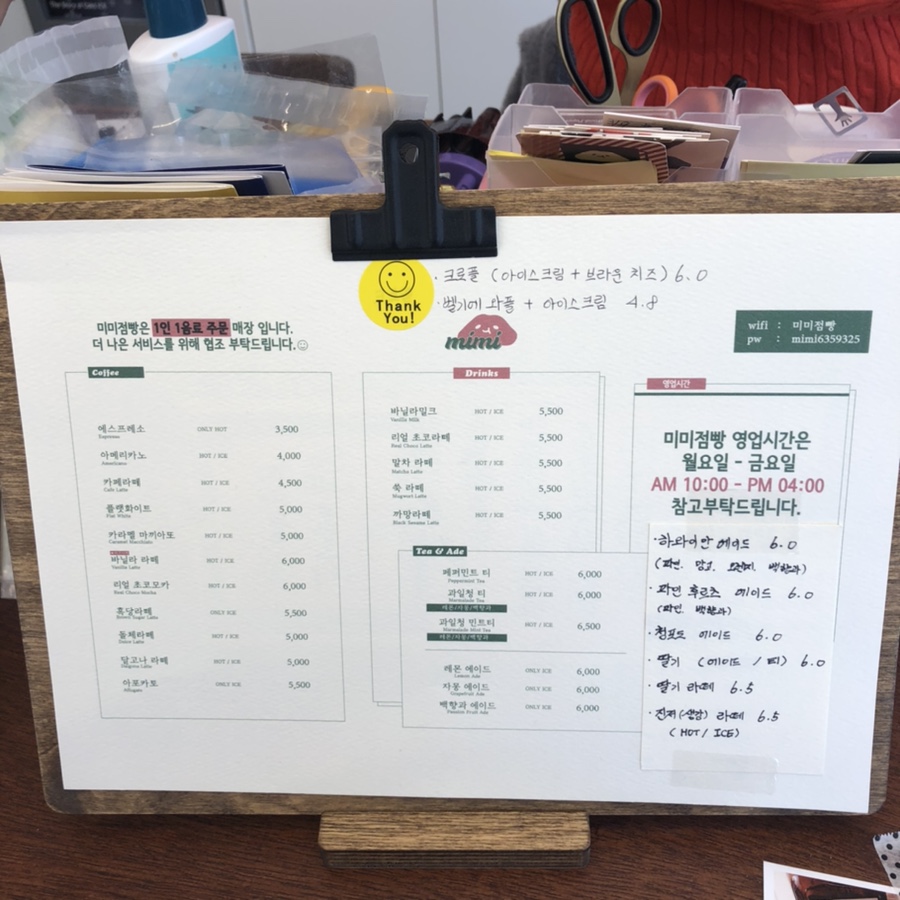 · 크로플 (아이스크림 + 브라운 치즈) 6.0
· 벨기에 와플 + 아이스크림 4.8
Thank
You!
미미점빵은 1인 1음료 주문 매장 입니다.
더 나은 서비스를 위해 협조 부탁드립니다.☺
mimi
wifi : 미미점빵
pw : mimi6359325
Coffee
에스프레소 ONLY HOT 3,500
Espresso
아메리카노 HOT / ICE 4,000
Americano
카페라떼 HOT / ICE 4,500
Cafe Latte
플랫화이트 HOT / ICE 5,000
Flat White
카라멜 마끼아또 HOT / ICE 5,000
Caramel Macchiato
바닐라 라떼 HOT / ICE 6,000
리얼 초코모카 HOT / ICE 6,000
Real Choco Mocha
흑당라떼 ONLY ICE 5,500
Brown Sugar Latte
돌체라떼 HOT / ICE 5,000
Dolce Latte
달고나 라떼 HOT / ICE 5,000
Dalgona Latte
아포카토 ONLY ICE 5,500
Affogato
Drinks
바닐라밀크 HOT / ICE 5,500
Vanilla Milk
리얼 초코라떼 HOT / ICE 5,500
Real Choco Latte
말차 라떼 HOT / ICE 5,500
Matcha Latte
쑥 라떼 HOT / ICE 5,500
Mugwort Latte
까망라떼 HOT / ICE 5,500
Black Sesame Latte
Tea & Ade
페퍼민트 티 HOT / ICE 6,000
Peppermint Tea
과일청 티 HOT / ICE 6,000
Marmalade Tea
레몬/자몽/백향과
과일청 민트티 HOT / ICE 6,500
Marmalade Mint Tea
레몬/자몽/백향과
레몬 에이드 ONLY ICE 6,000
Lemon Ade
자몽 에이드 ONLY ICE 6,000
Grapefruit Ade
백향과 에이드 ONLY ICE 6,000
Passion Fruit Ade
영업시간
미미점빵 영업시간은
월요일 - 금요일
AM 10:00 - PM 04:00
참고부탁드립니다.
· 하와이안 에이드 6.0
(파인, 망고, 오렌지, 백향과)
· 파인 후르츠 에이드 6.0
(파인, 백향과)
· 청포도 에이드 6.0
· 딸기 (에이드 / 티) 6.0
· 딸기 라떼 6.5
· 진저(생강) 라떼 6.5
(HOT / ICE)